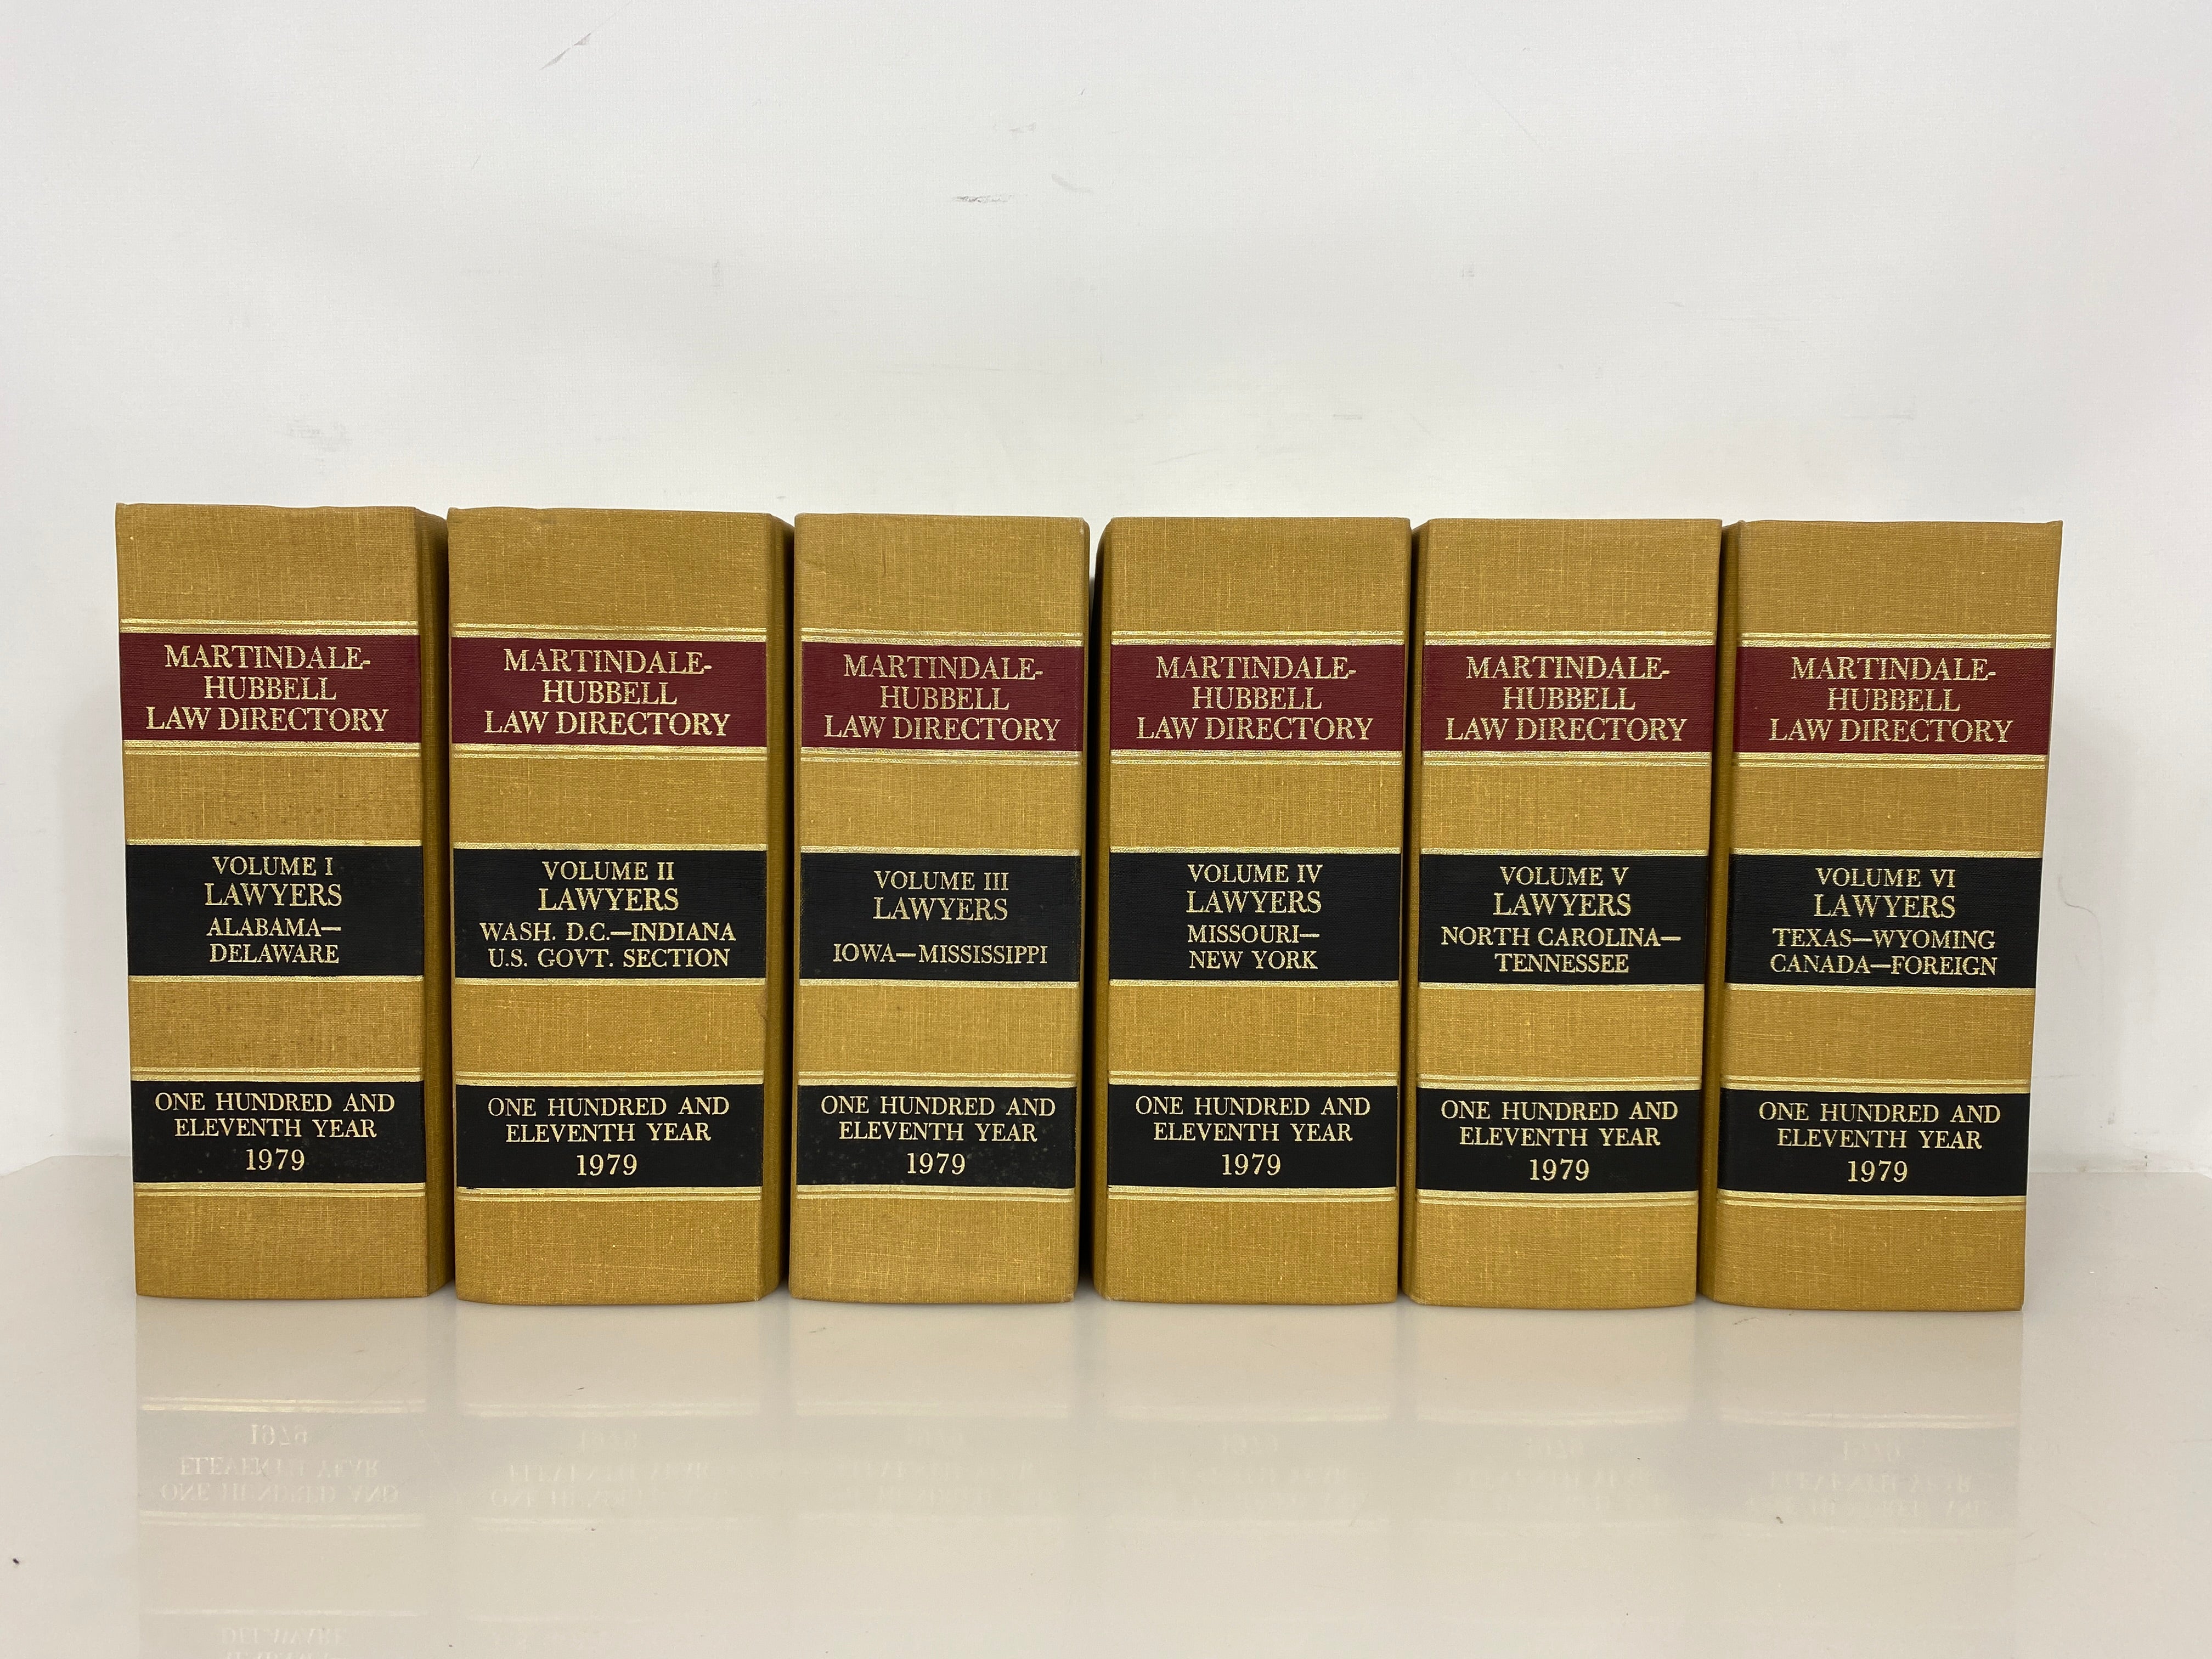 MARTINDALE-
HUBBELL
LAW DIRECTORY
VOLUME I
LAWYERS
ALABAMA—
DELAWARE
ONE HUNDRED AND
ELEVENTH YEAR
1979
MARTINDALE-
HUBBELL
LAW DIRECTORY
VOLUME II
LAWYERS
WASH. D.C.—INDIANA
U.S. GOVT. SECTION
ONE HUNDRED AND
ELEVENTH YEAR
1979
MARTINDALE-
HUBBELL
LAW DIRECTORY
VOLUME III
LAWYERS
IOWA—MISSISSIPPI
ONE HUNDRED AND
ELEVENTH YEAR
1979
MARTINDALE-
HUBBELL
LAW DIRECTORY
VOLUME IV
LAWYERS
MISSOURI—
NEW YORK
ONE HUNDRED AND
ELEVENTH YEAR
1979
MARTINDALE-
HUBBELL
LAW DIRECTORY
VOLUME V
LAWYERS
NORTH CAROLINA—
TENNESSEE
ONE HUNDRED AND
ELEVENTH YEAR
1979
MARTINDALE-
HUBBELL
LAW DIRECTORY
VOLUME VI
LAWYERS
TEXAS—WYOMING
CANADA—FOREIGN
ONE HUNDRED AND
ELEVENTH YEAR
1979